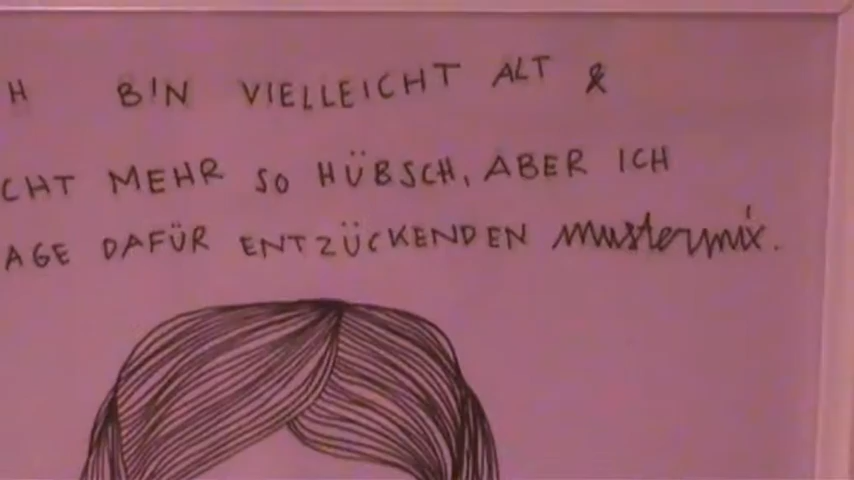 H BIN VIELLEICHT ALT &
CHT MEHR SO HÜBSCH, ABER ICH
AGE DAFÜR ENTZÜCKENDEN mustermix.